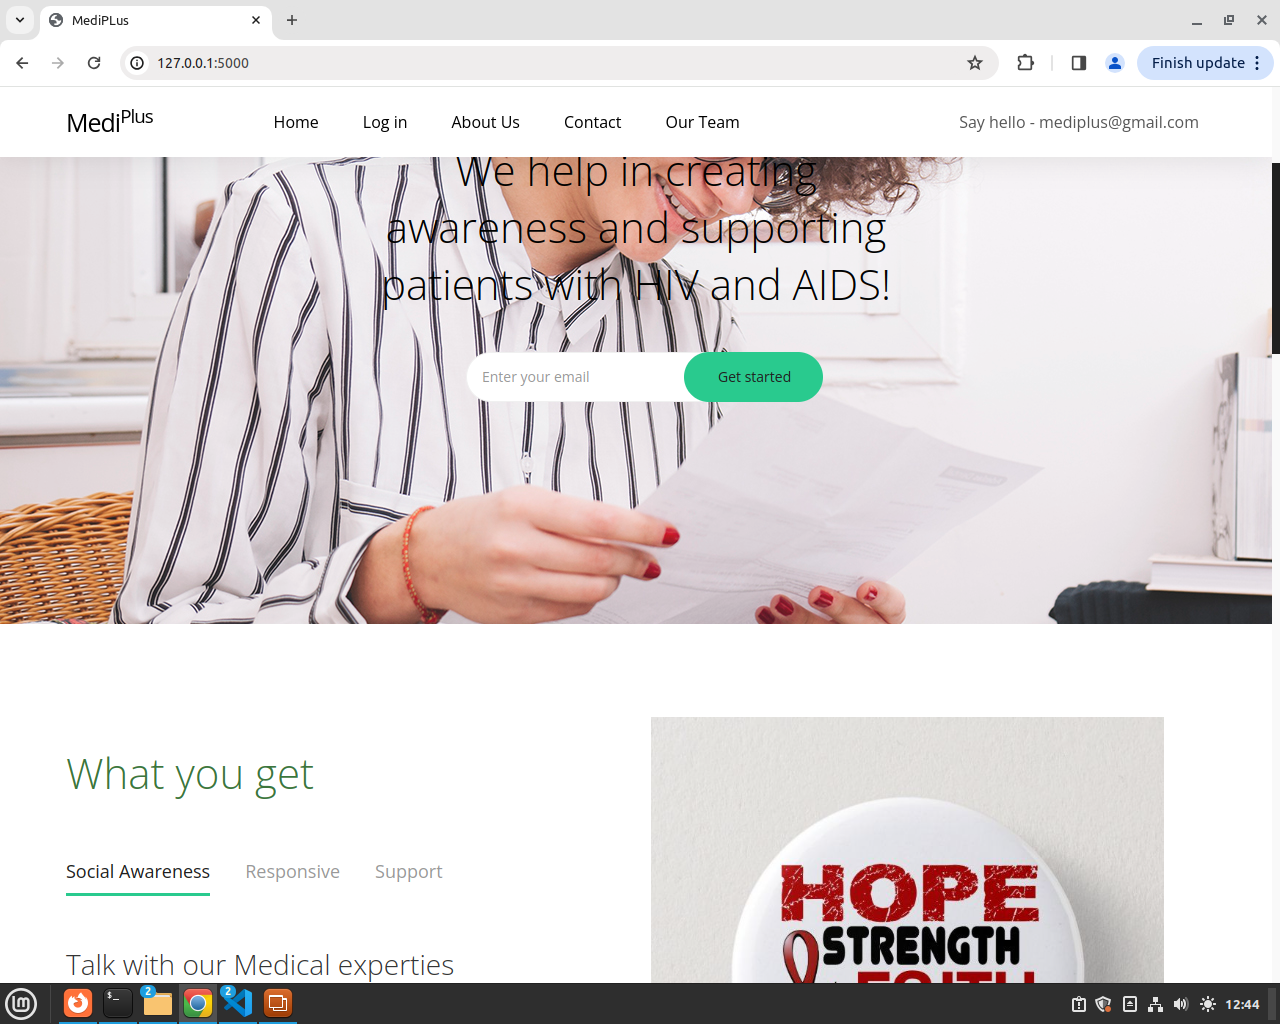 MediPLus
127.0.0.1:5000
Finish update
MediPlus
Home
Log in
About Us
Contact
Our Team
Say hello - mediplus@gmail.com
We help in creating
awareness and supporting
patients with HIV and AIDS!
Enter your email
Get started
What you get
Social Awareness
Responsive
Support
HOPE
STRENGTH
FAITH
Talk with our Medical experties
$_
2
2
12:44